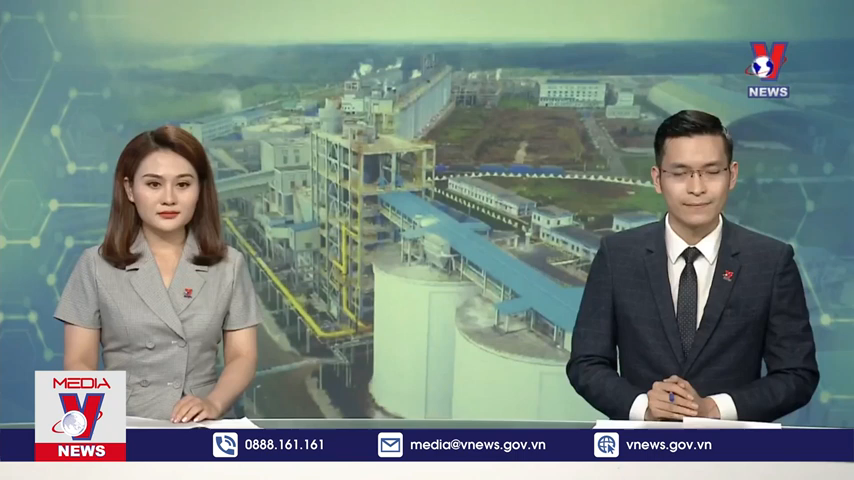 V
NEWS
MEDIA
V
NEWS
0888.161.161
media@vnews.gov.vn
vnews.gov.vn